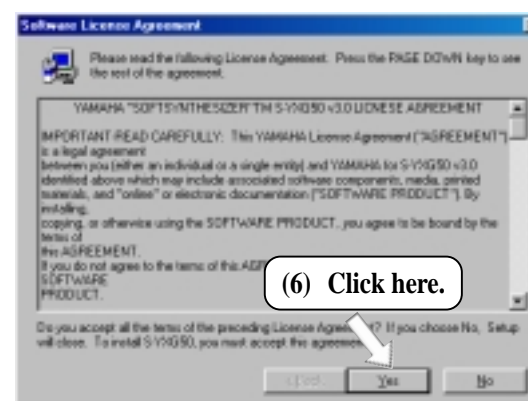 Software License Agreement
Please read the following License Agreement. Press the PAGE DOWN key to see
the rest of the agreement.
YAMAHA "SOFTSYNTHESIZER" TM S-YXG50 v3.0 LICNESE AGREEMENT
IMPORTANT-READ CAREFULLY: This YAMAHA License Agreement ("AGREEMENT")
is a legal agreement
between you (either an individual or a single entity) and YAMAHA for S-YXG50 v3.0
identified above which may include associated software components, media, printed
materials, and "online" or electronic documentation ("SOFTWARE PRODUCT"). By
installing,
copying, or otherwise using the SOFTWARE PRODUCT, you agree to be bound by the
terms of
this AGREEMENT.
If you do not agree to the terms of this
SOFTWARE
PRODUCT.
(6) Click here.
Do you accept all the terms of the preceding License Agreement? If you choose No, Setup
will close. To install S-YXG50, you must accept this agreement.
< Back
Yes
No